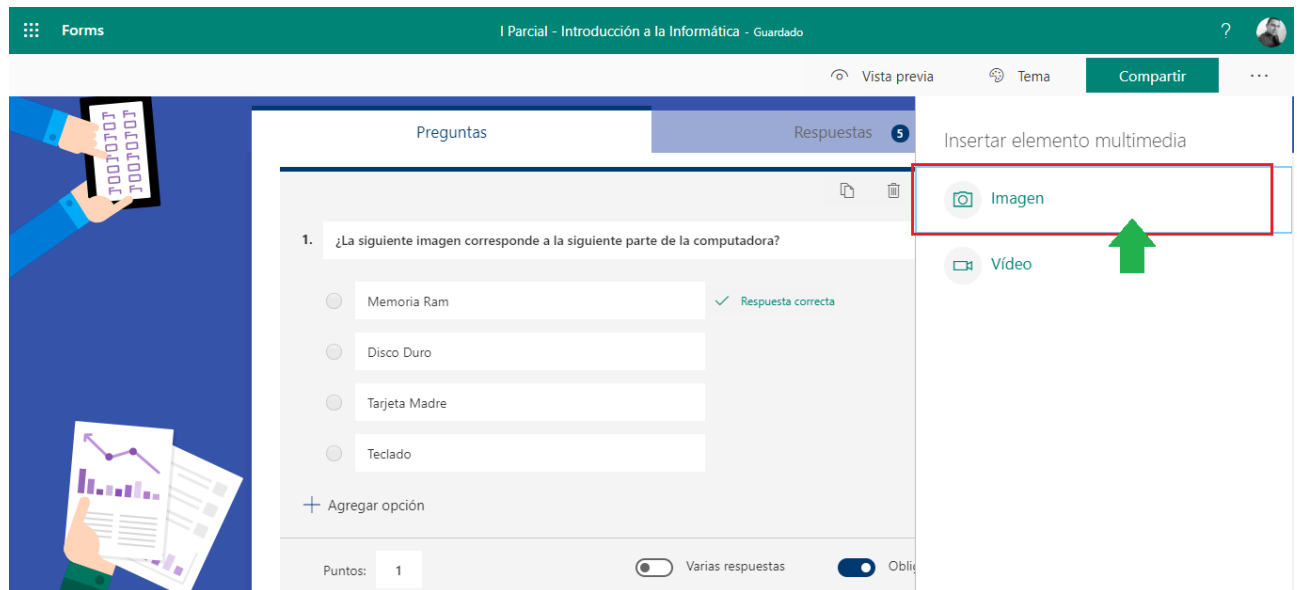 Forms
I Parcial - Introducción a la Informática - Guardado
?
Vista previa
Tema
Compartir
...
Preguntas
Respuestas 5
Insertar elemento multimedia
Imagen
Vídeo
1. ¿La siguiente imagen corresponde a la siguiente parte de la computadora?
Memoria Ram
Respuesta correcta
Disco Duro
Tarjeta Madre
Teclado
Agregar opción
Puntos: 1
Varias respuestas